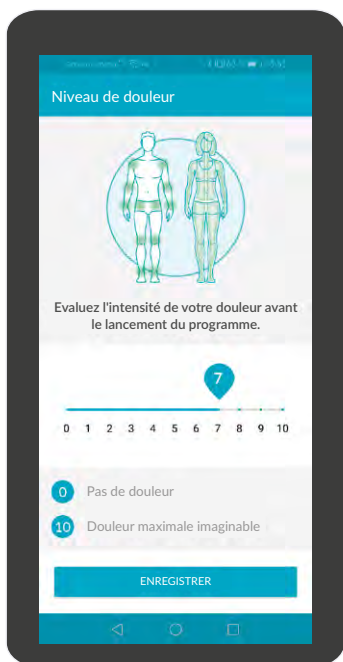 Niveau de douleur
Evaluez l'intensité de votre douleur avant
le lancement du programme.
7
0 1 2 3 4 5 6 7 8 9 10
0 Pas de douleur
10 Douleur maximale imaginable
ENREGISTRER